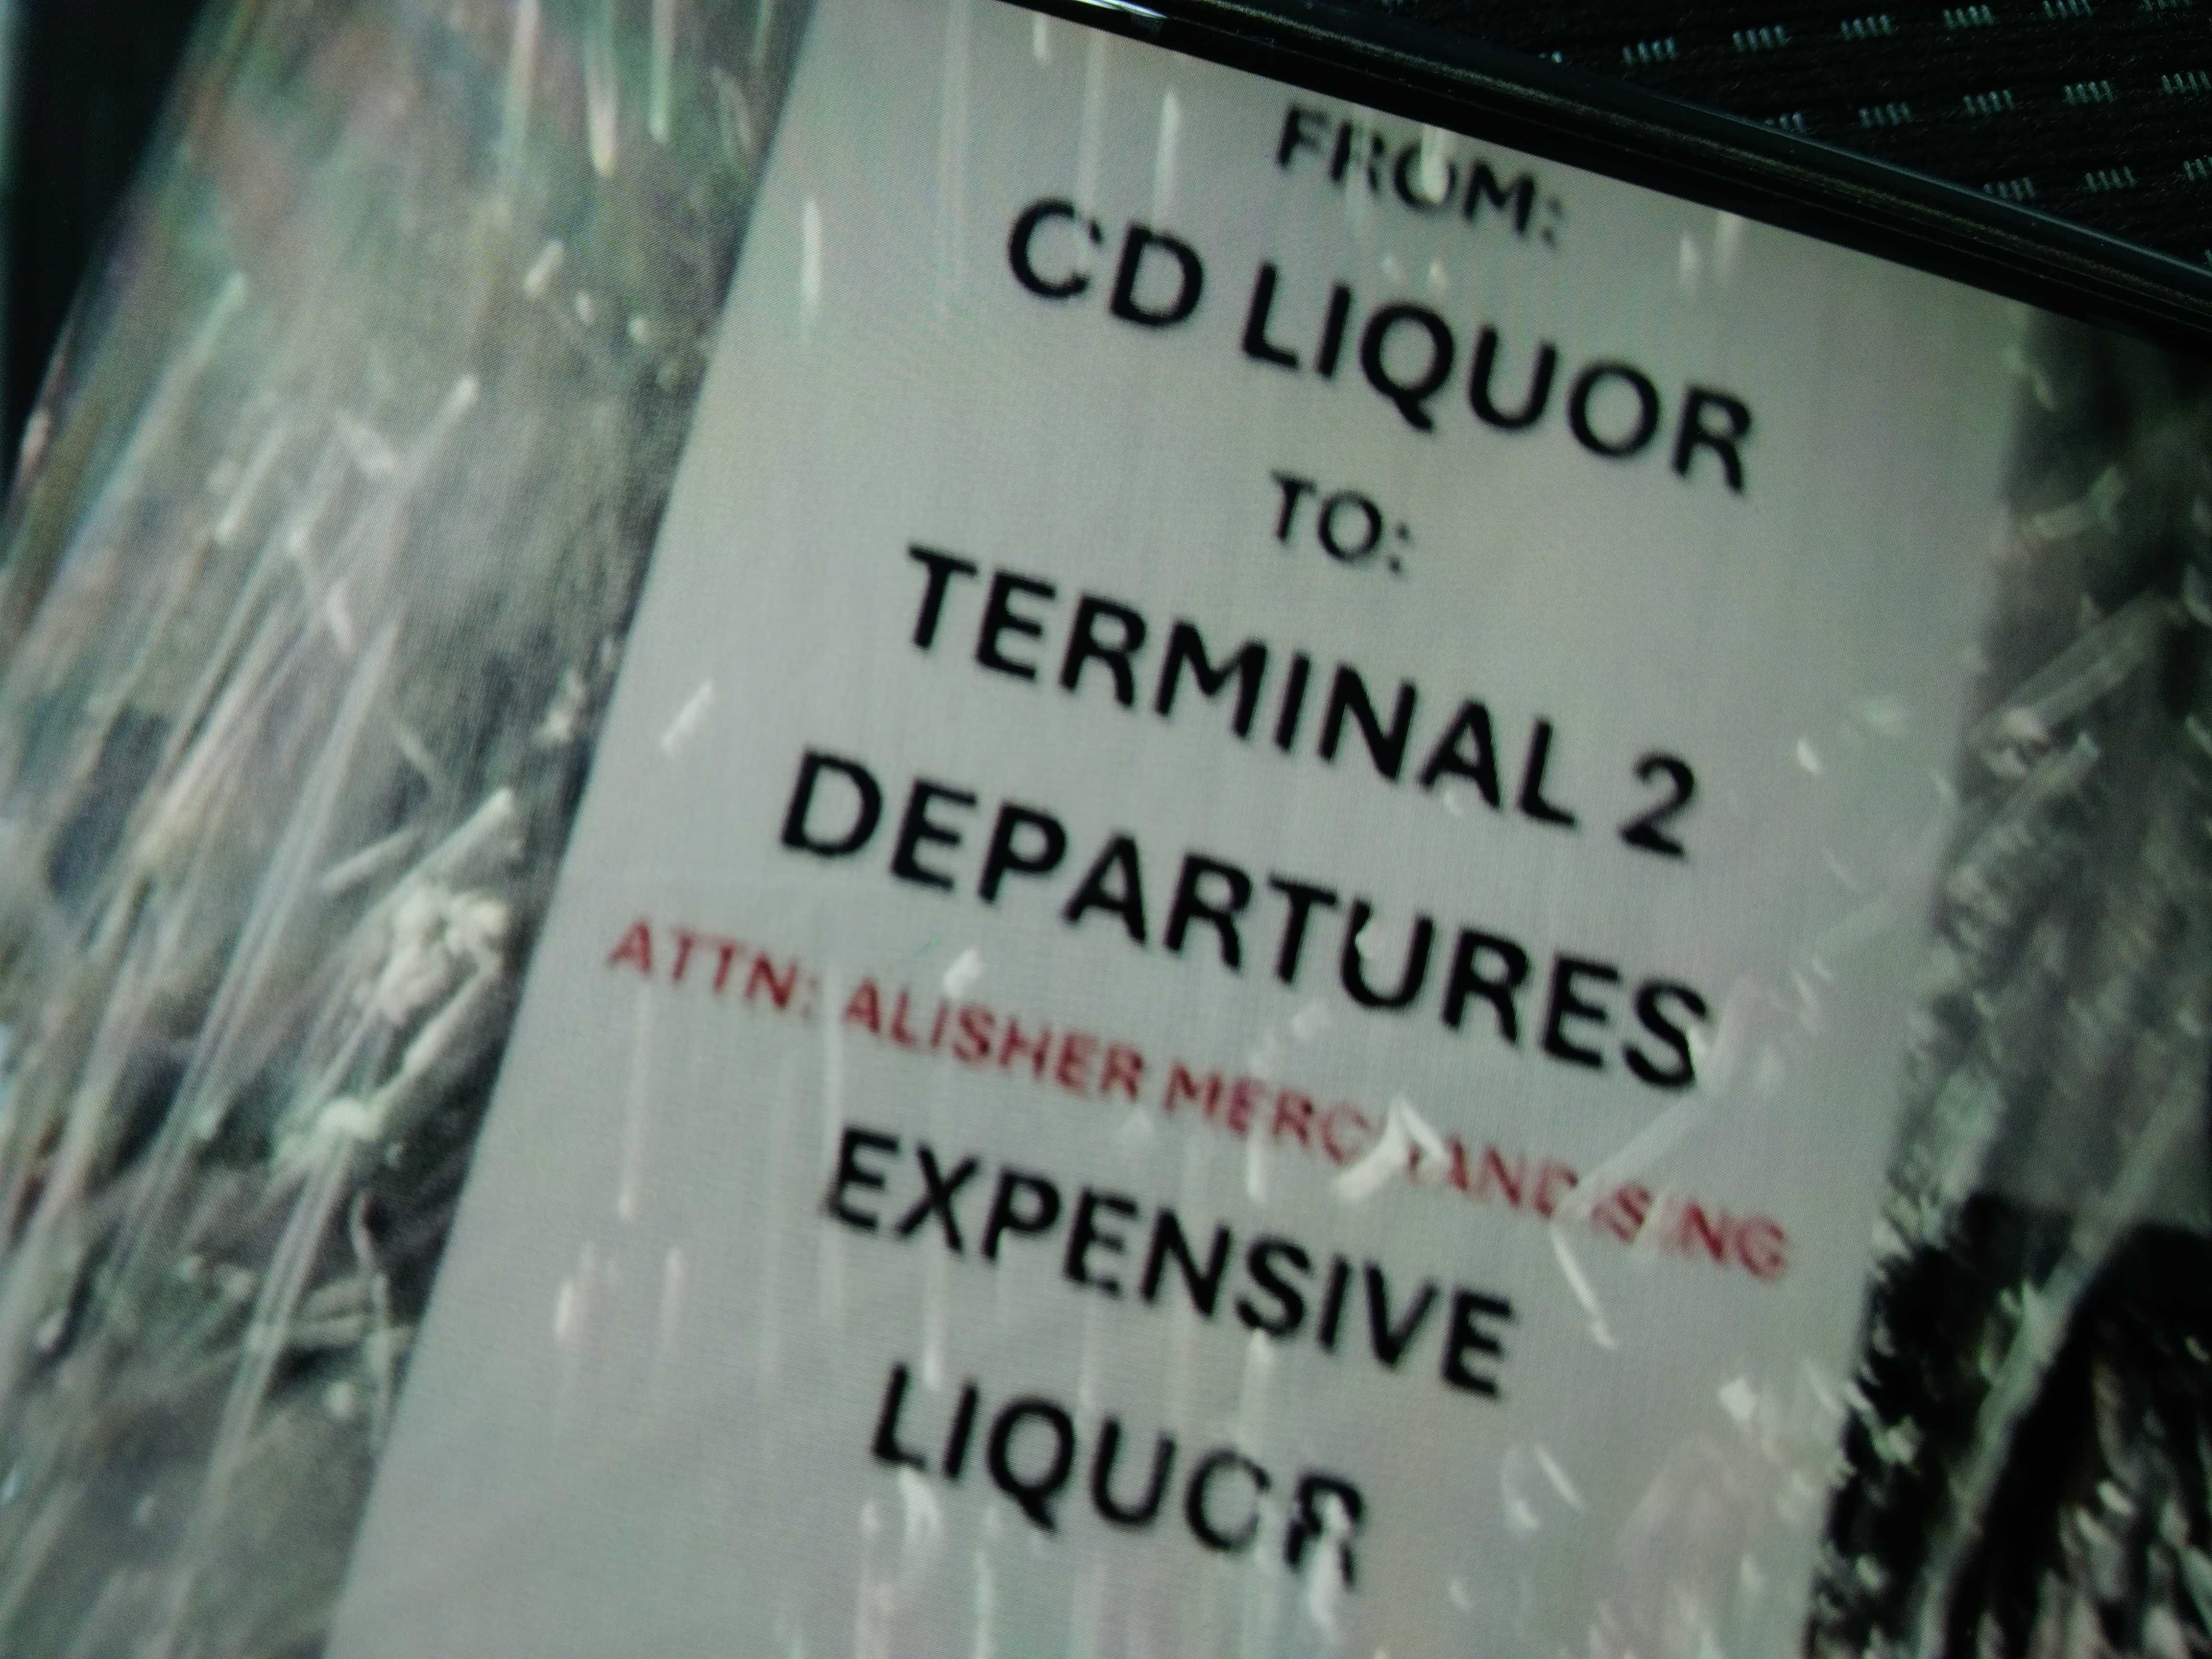 FROM:
CD LIQUOR
TO:
TERMINAL 2
DEPARTURES
ATTN: ALISHER MERCHANDISING
EXPENSIVE
LIQUOR